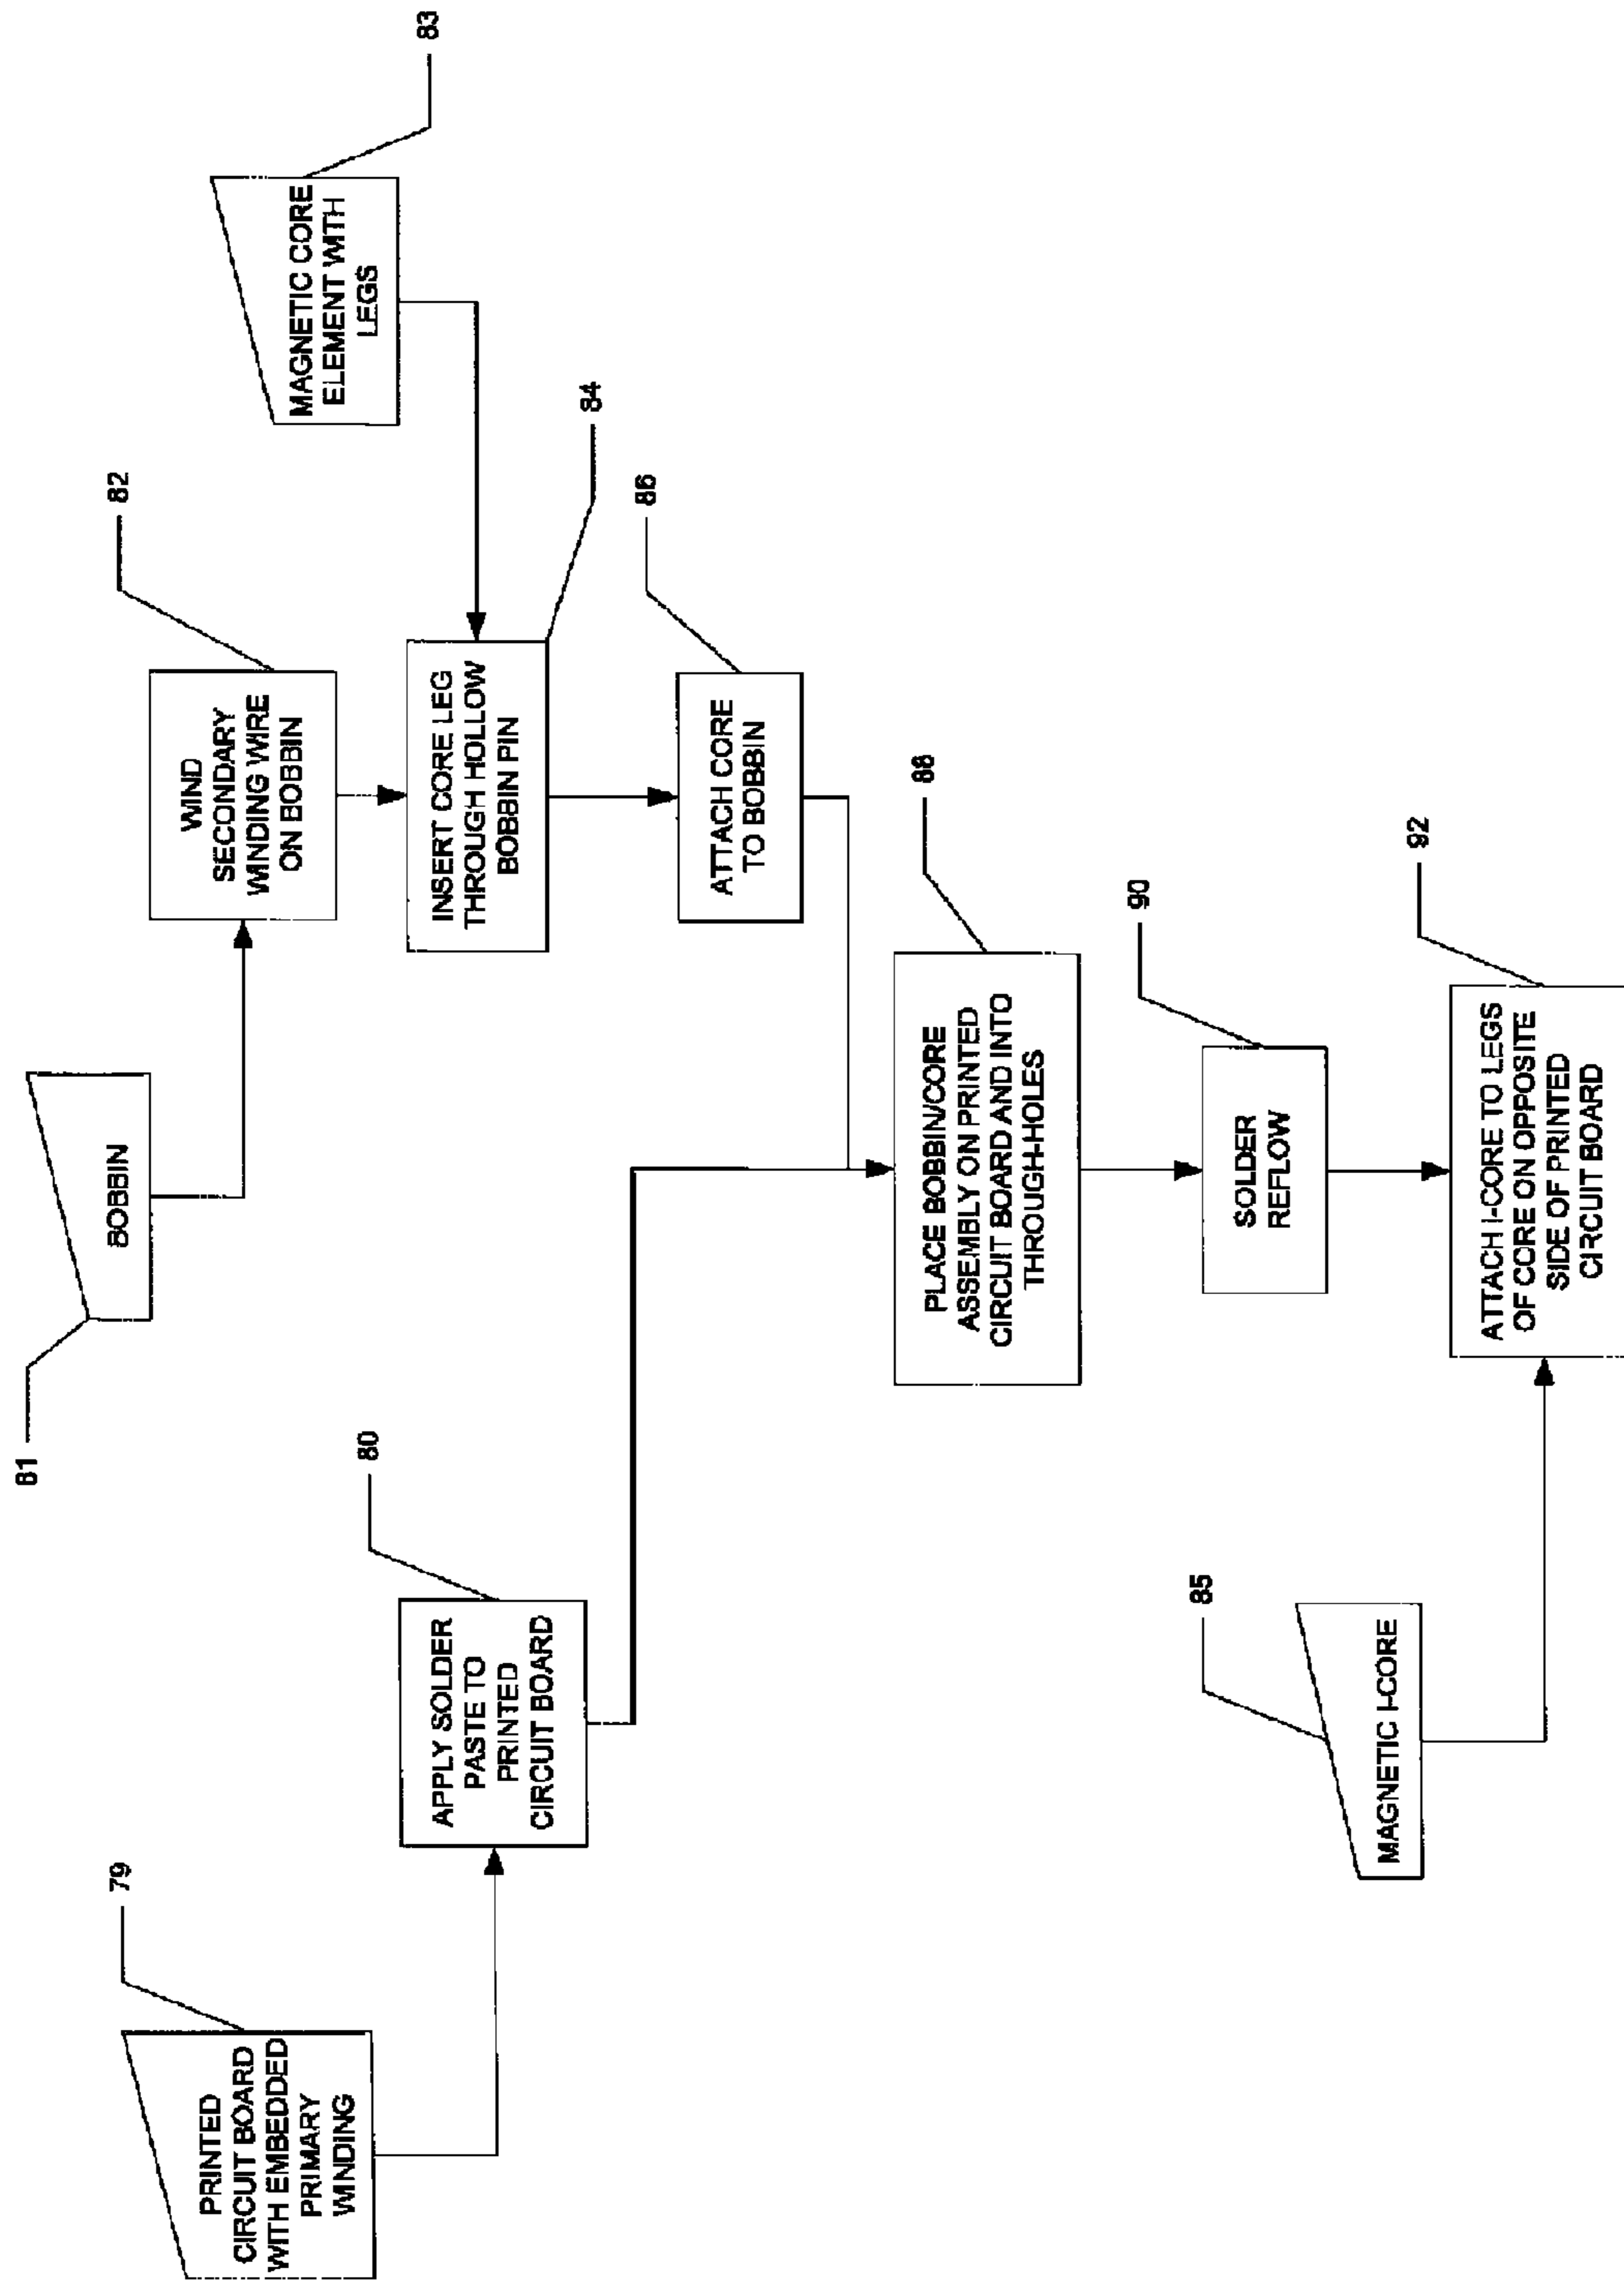 79
PRINTED
CIRCUIT BOARD
WITH EMBEDDED
PRIMARY
WINDING
80
APPLY SOLDER
PASTE TO
PRINTED
CIRCUIT BOARD
81
BOBBIN
82
WIND
SECONDARY
WINDING WIRE
ON BOBBIN
83
MAGNETIC CORE
ELEMENT WITH
LEGS
84
INSERT CORE LEG
THROUGH HOLLOW
BOBBIN PIN
86
ATTACH CORE
TO BOBBIN
88
PLACE BOBBIN/CORE
ASSEMBLY ON PRINTED
CIRCUIT BOARD AND INTO
THROUGH-HOLES
90
SOLDER
REFLOW
85
MAGNETIC I-CORE
92
ATTACH I-CORE TO LEGS
OF CORE ON OPPOSITE
SIDE OF PRINTED
CIRCUIT BOARD